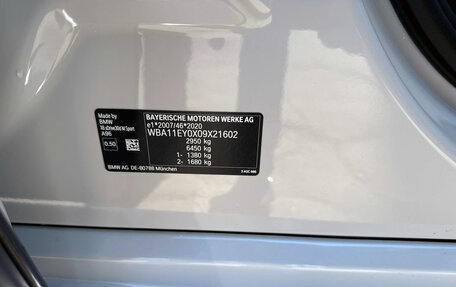 Made by
BMW
A96
0.50
BAYERISCHE MOTOREN WERKE AG
e1*2007/46*2020
WBA11EY0X09X21602
2950 kg
6450 kg
1- 1380 kg
2- 1680 kg
BMW AG DE-80788 München